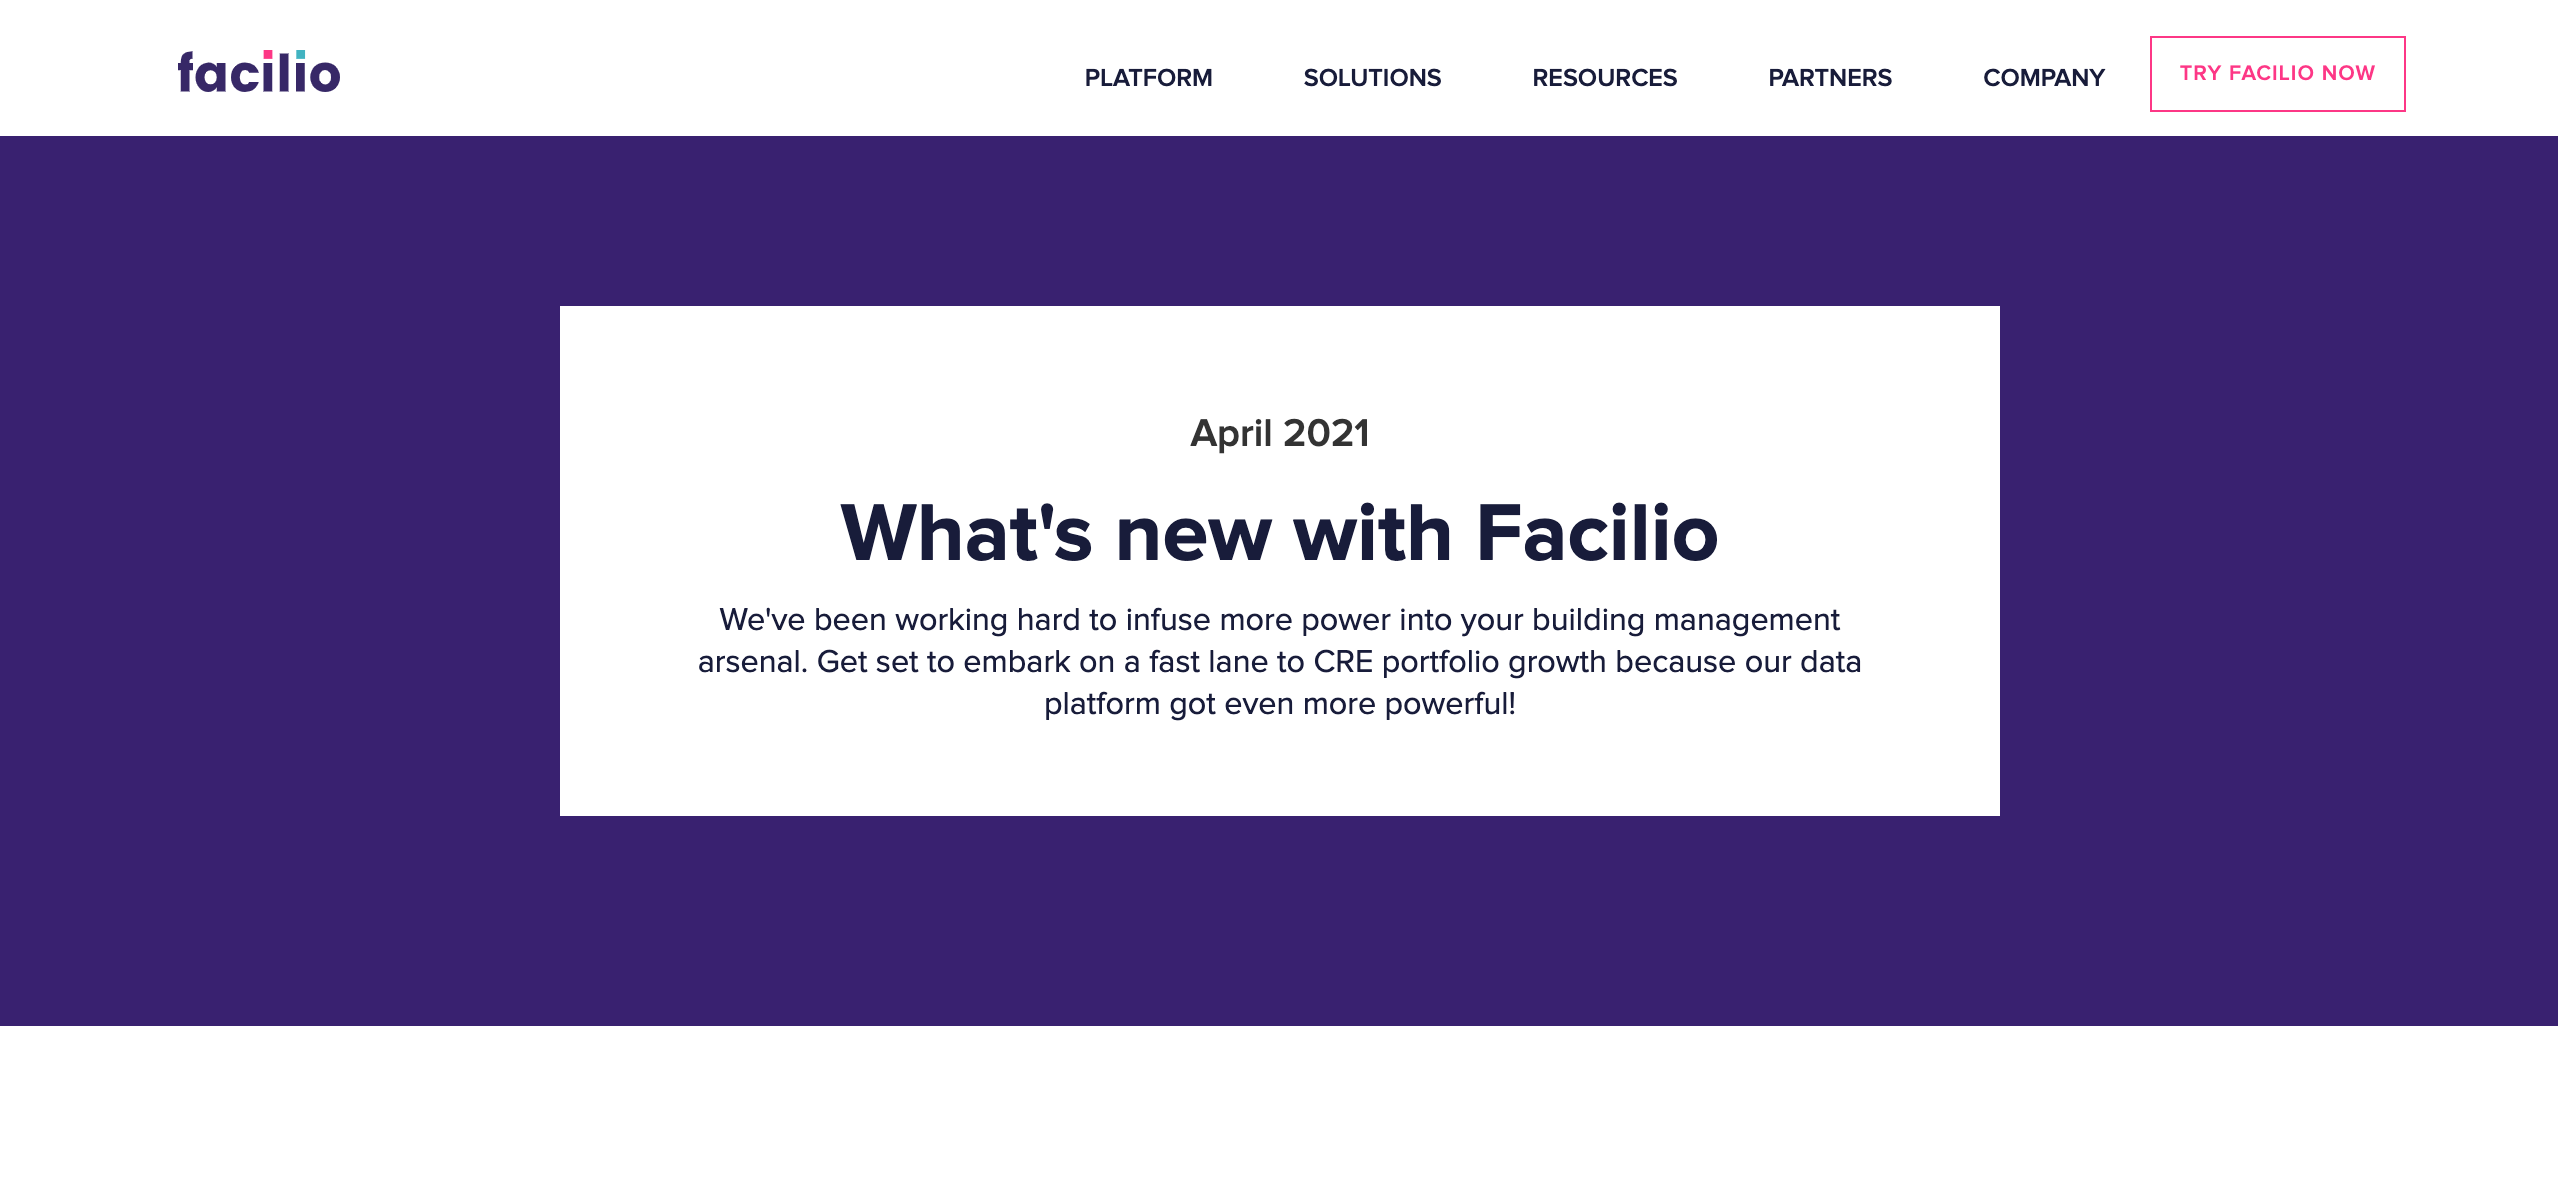 facilio
PLATFORM
SOLUTIONS
RESOURCES
PARTNERS
COMPANY
TRY FACILIO NOW
April 2021
What's new with Facilio
We've been working hard to infuse more power into your building management
arsenal. Get set to embark on a fast lane to CRE portfolio growth because our data
platform got even more powerful!